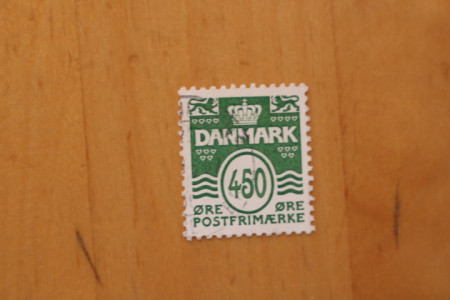 DANMARK
450
ØRE ØRE
POSTFRIMÆRKE